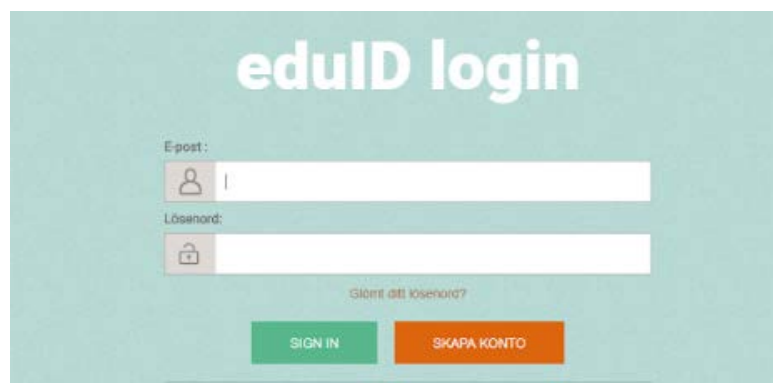 eduID login
E-post :
Lösenord:
Glömt ditt lösenord?
SIGN IN SKAPA KONTO